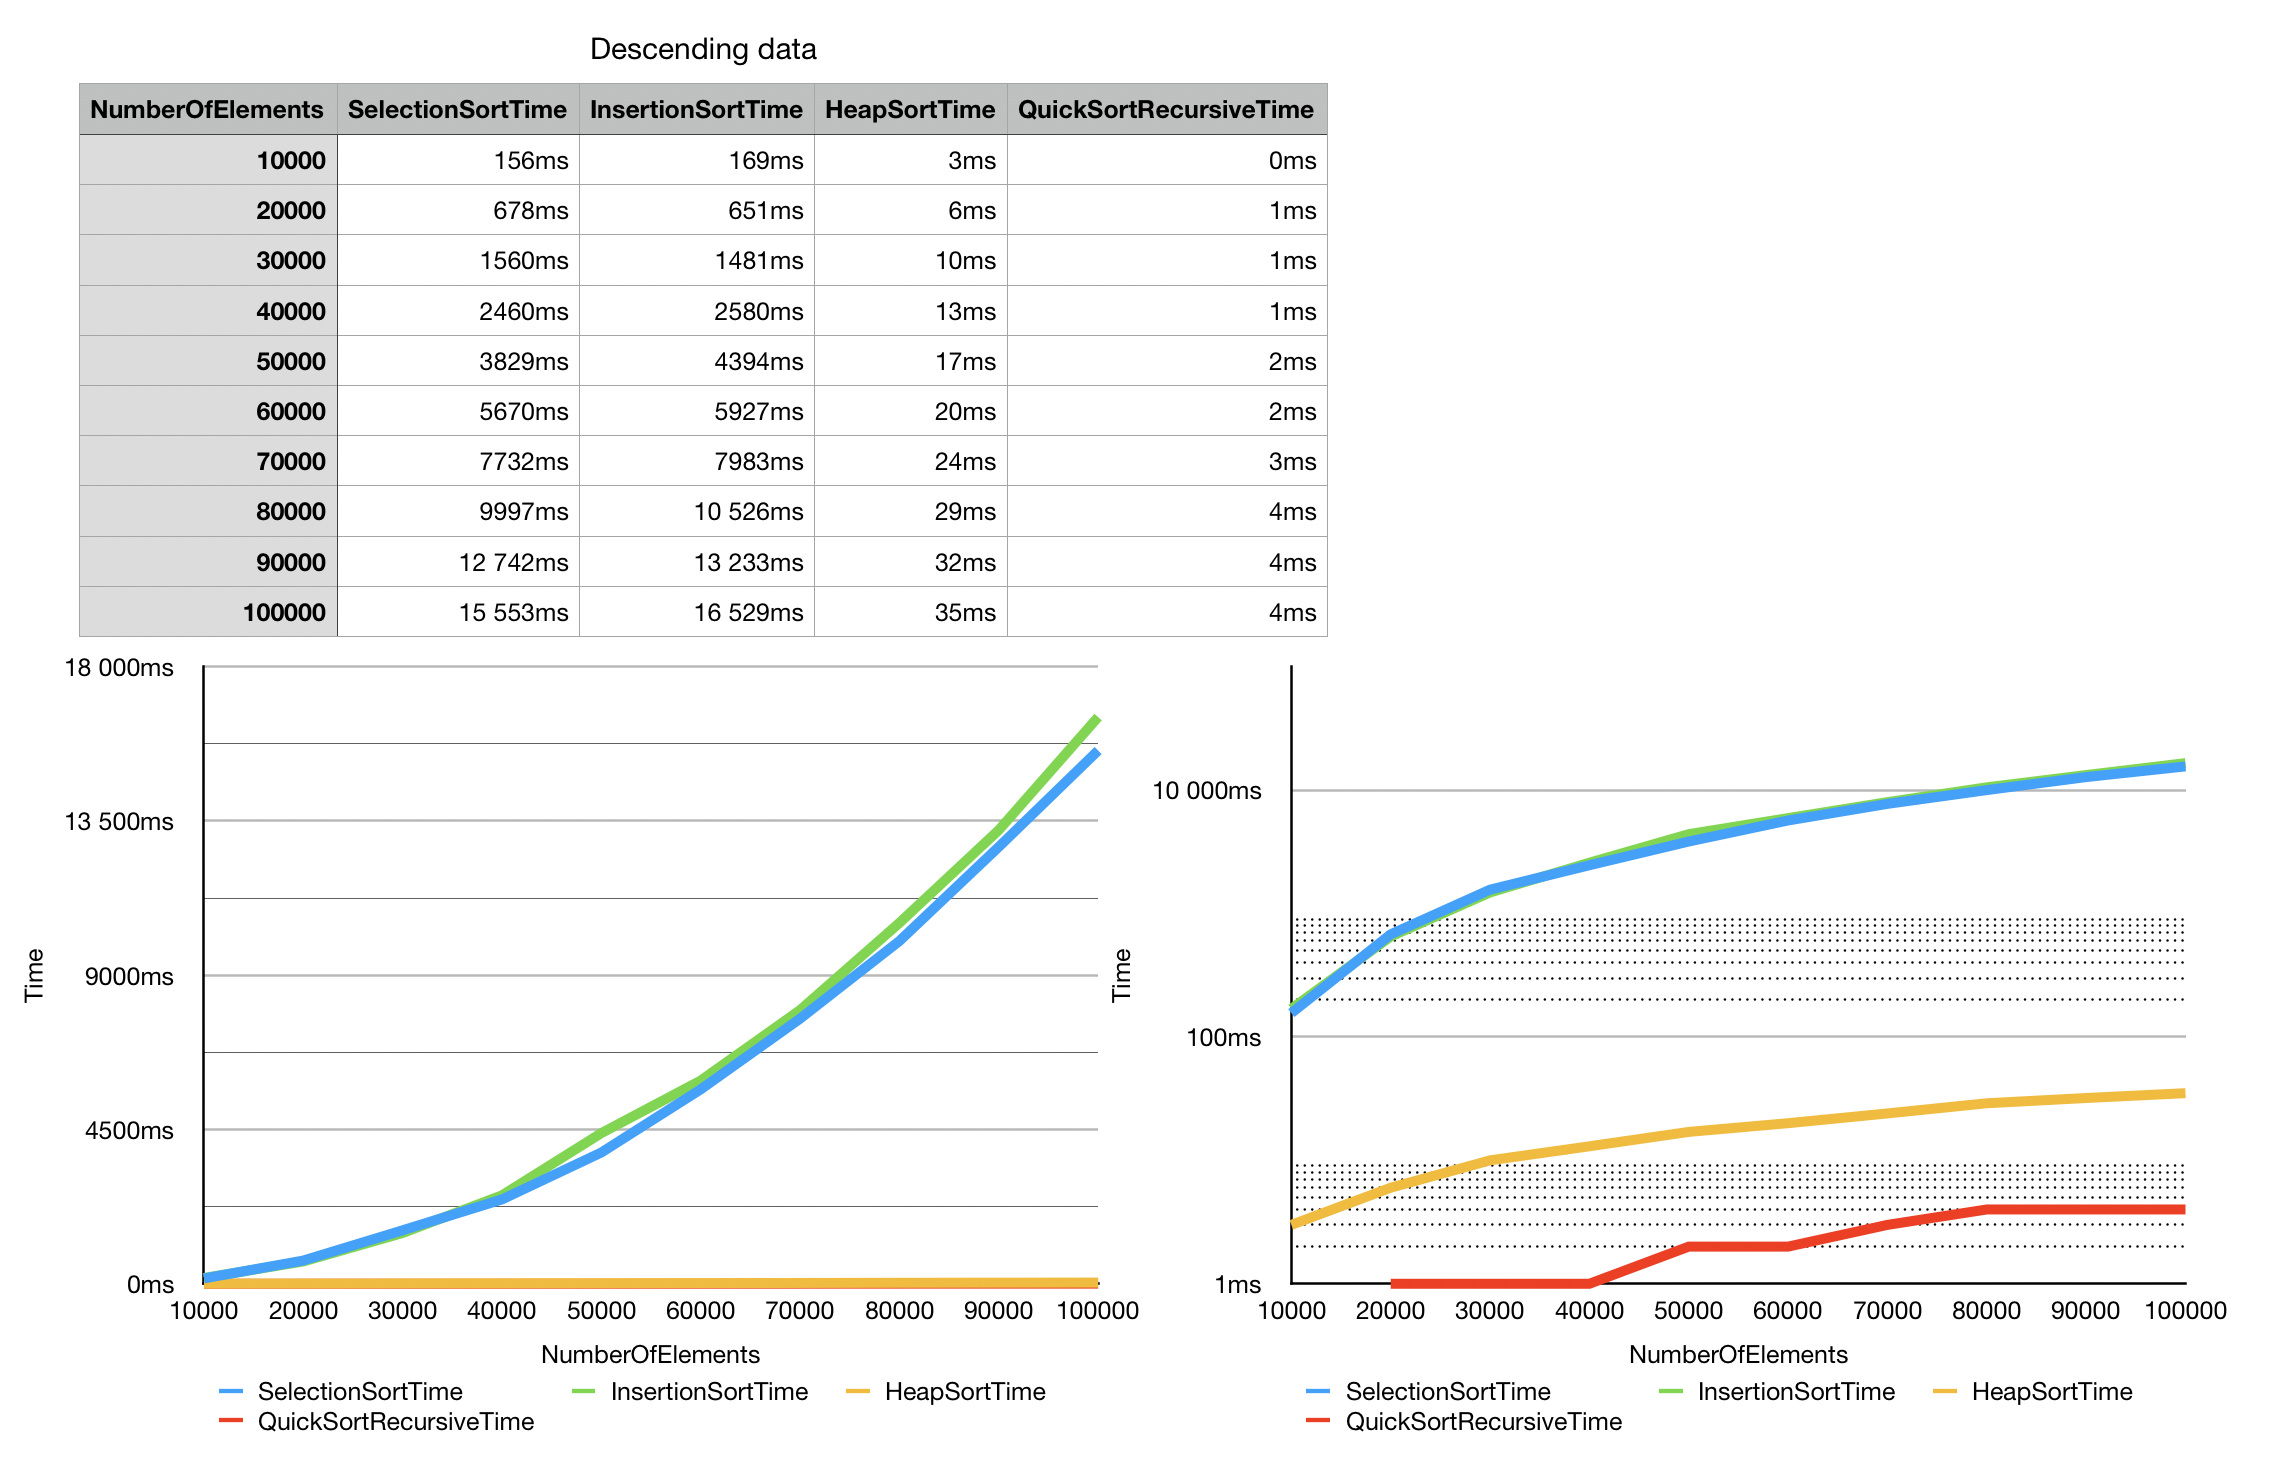 Descending data
NumberOfElements SelectionSortTime InsertionSortTime HeapSortTime QuickSortRecursiveTime
10000 156ms 169ms 3ms 0ms
20000 678ms 651ms 6ms 1ms
30000 1560ms 1481ms 10ms 1ms
40000 2460ms 2580ms 13ms 1ms
50000 3829ms 4394ms 17ms 2ms
60000 5670ms 5927ms 20ms 2ms
70000 7732ms 7983ms 24ms 3ms
80000 9997ms 10 526ms 29ms 4ms
90000 12 742ms 13 233ms 32ms 4ms
100000 15 553ms 16 529ms 35ms 4ms
Time
18 000ms
13 500ms
9000ms
4500ms
0ms
10000 20000 30000 40000 50000 60000 70000 80000 90000 100000
NumberOfElements
SelectionSortTime InsertionSortTime HeapSortTime
QuickSortRecursiveTime
Time
10 000ms
100ms
1ms
10000 20000 30000 40000 50000 60000 70000 80000 90000 100000
NumberOfElements
SelectionSortTime InsertionSortTime HeapSortTime
QuickSortRecursiveTime